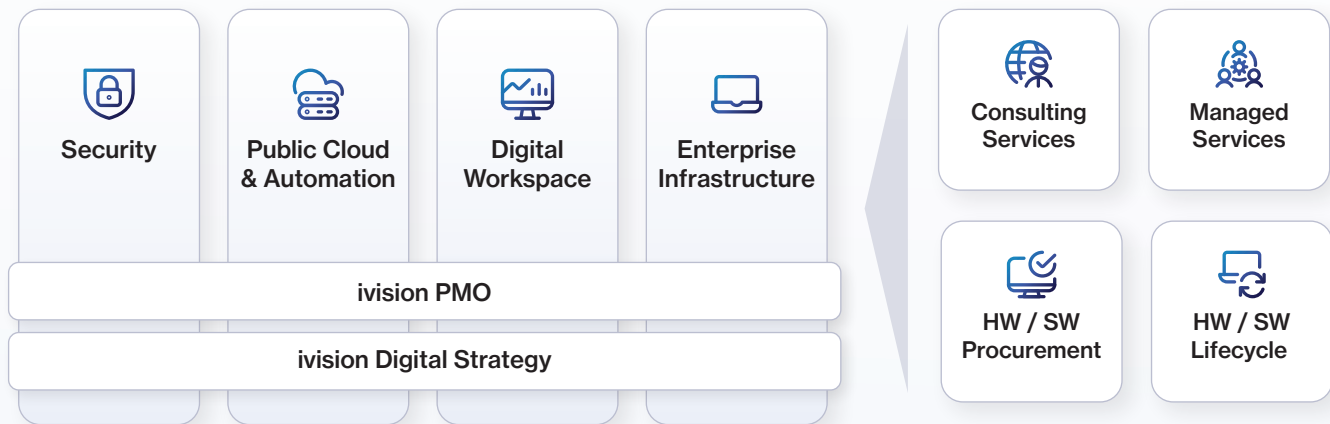 Security
Public Cloud
& Automation
Digital
Workspace
Enterprise
Infrastructure
ivision PMO
ivision Digital Strategy
Consulting
Services
Managed
Services
HW / SW
Procurement
HW / SW
Lifecycle